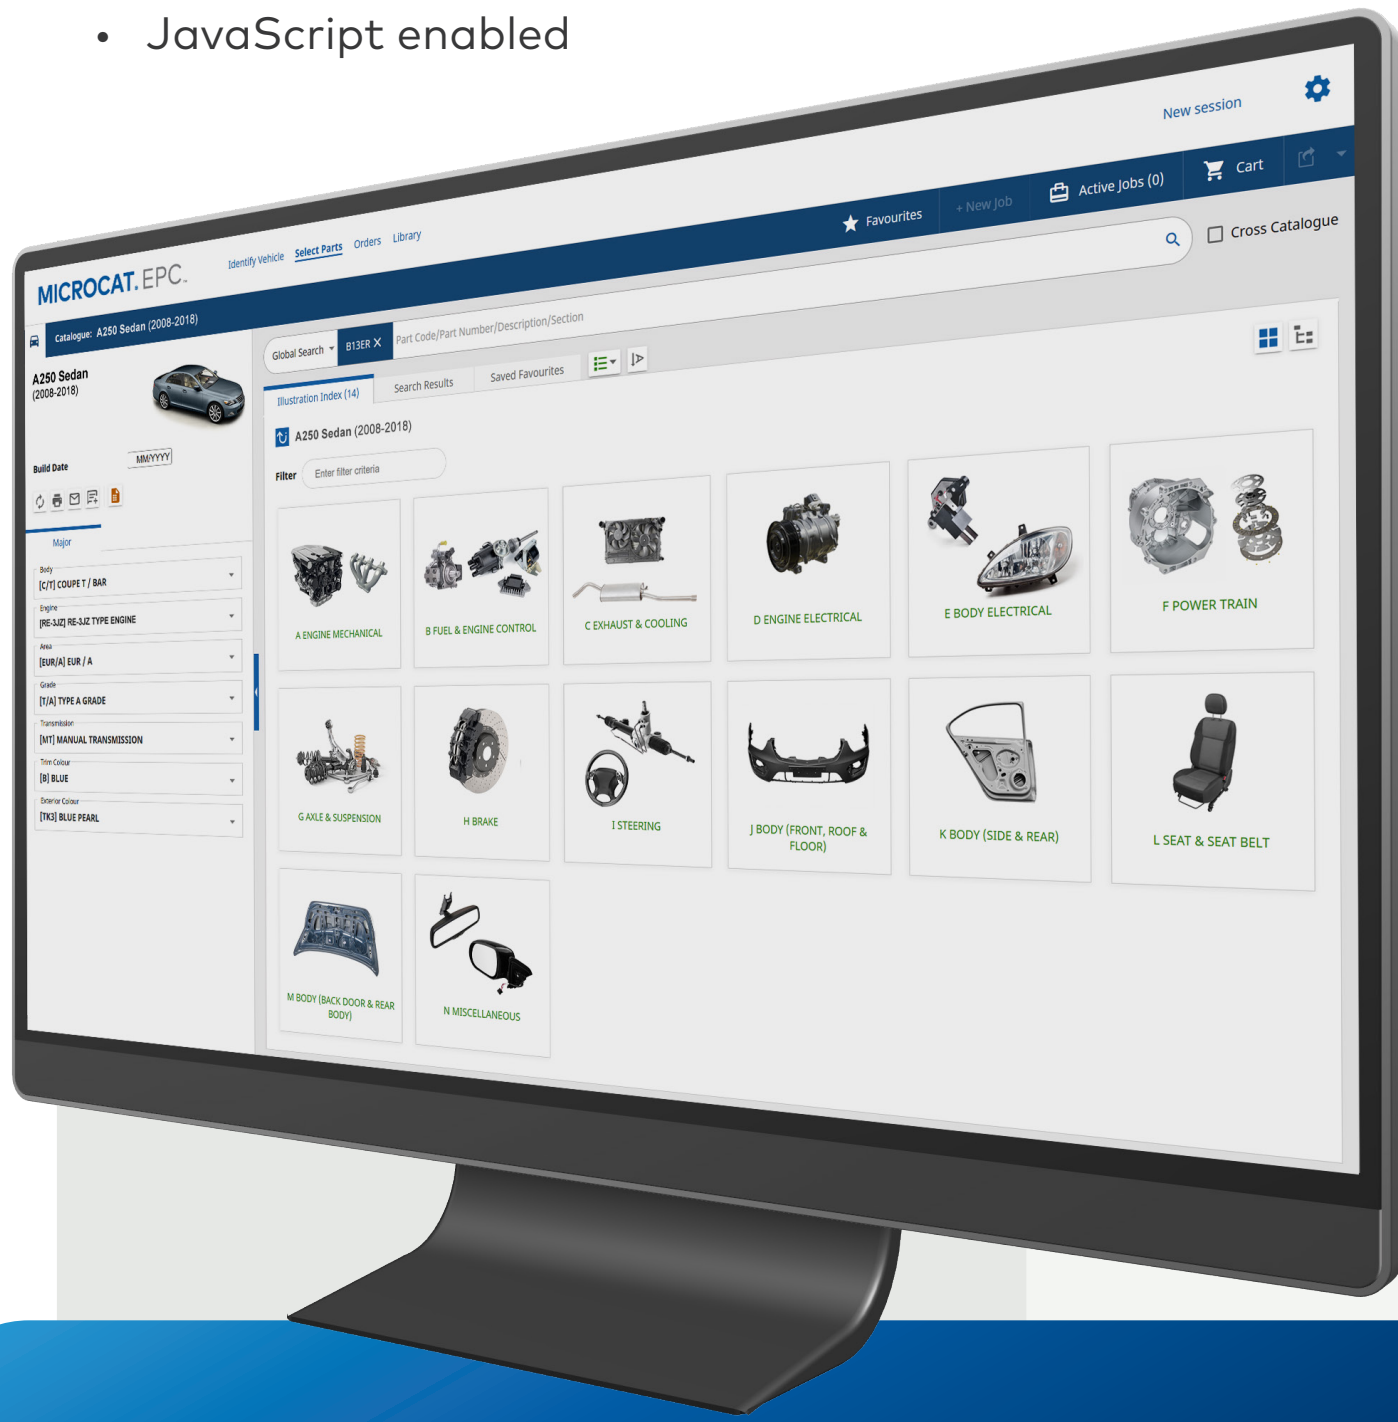 • JavaScript enabled
New session
MICROCAT. EPC™
Identify Vehicle Select Parts Orders Library
Favourites + New Job Active Jobs (0) Cart
Catalogue: A250 Sedan (2008-2018)
Global Search B13ER X Part Code/Part Number/Description/Section
Cross Catalogue
A250 Sedan
(2008-2018)
Build Date MM/YYYY
Major
Body
[C/T] COUPE T / BAR
Engine
[RE-3JZ] RE-3JZ TYPE ENGINE
Area
[EUR/A] EUR / A
Grade
[T/A] TYPE A GRADE
Transmission
[MT] MANUAL TRANSMISSION
Trim Colour
[B] BLUE
Exterior Colour
[TK3] BLUE PEARL
Illustration Index (14) Search Results Saved Favourites
A250 Sedan (2008-2018)
Filter Enter filter criteria
A ENGINE MECHANICAL
B FUEL & ENGINE CONTROL
C EXHAUST & COOLING
D ENGINE ELECTRICAL
E BODY ELECTRICAL
F POWER TRAIN
G AXLE & SUSPENSION
H BRAKE
I STEERING
J BODY (FRONT, ROOF &
FLOOR)
K BODY (SIDE & REAR)
L SEAT & SEAT BELT
M BODY (BACK DOOR & REAR
BODY)
N MISCELLANEOUS